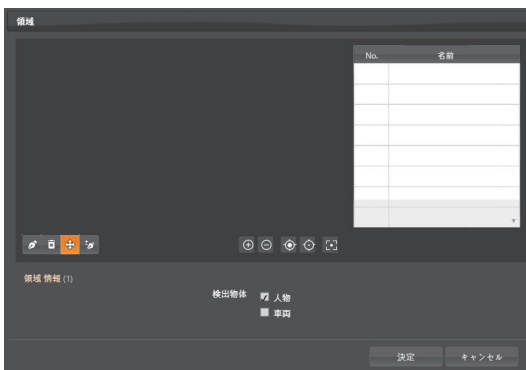 領域
No. 名前
領域 情報 (1)
検出物体 人物
車両
決定 キャンセル